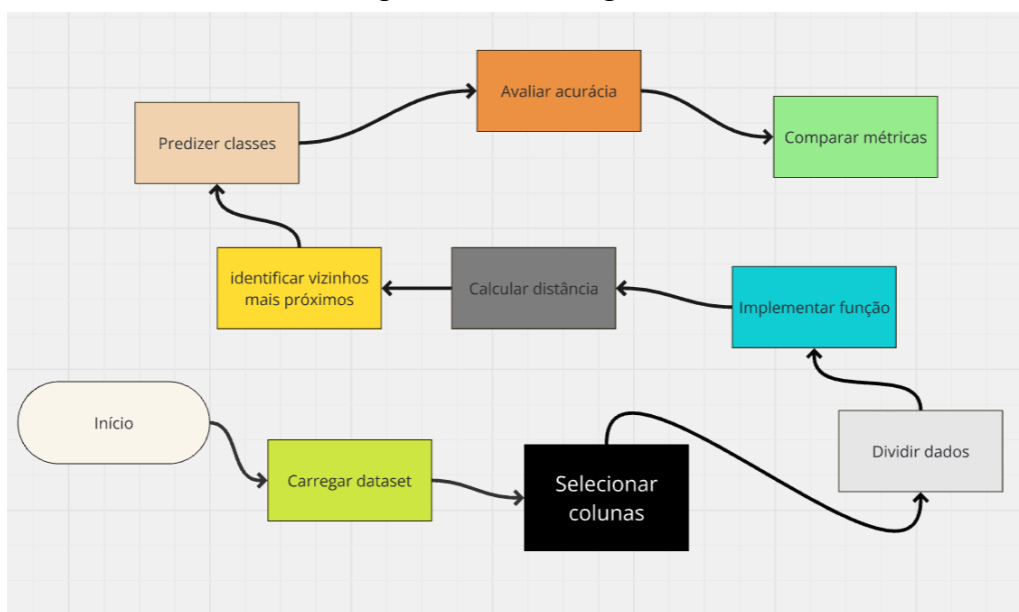 Avaliar acurácia
Predizer classes
Comparar métricas
identificar vizinhos
mais próximos
Calcular distância
Implementar função
Início
Carregar dataset
Selecionar
colunas
Dividir dados